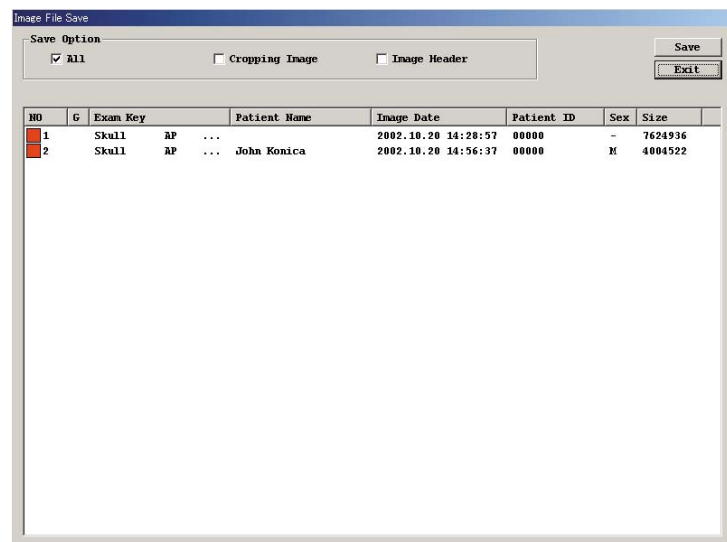 Image File Save
Save Option
All Cropping Image Image Header
Save
Exit
NO G Exam Key Patient Name Image Date Patient ID Sex Size
1 Skull AP ... 2002.10.20 14:28:57 00000 - 7624936
2 Skull AP ... John Konica 2002.10.20 14:56:37 00000 M 4004522